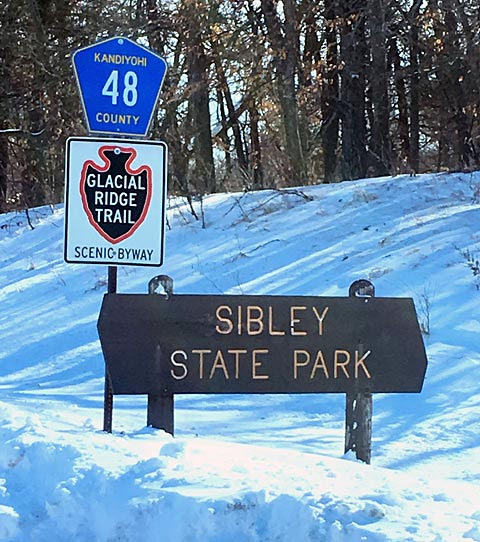 KANDIYOHI
48
COUNTY
GLACIAL
RIDGE
TRAIL
SCENIC BYWAY
SIBLEY
STATE PARK